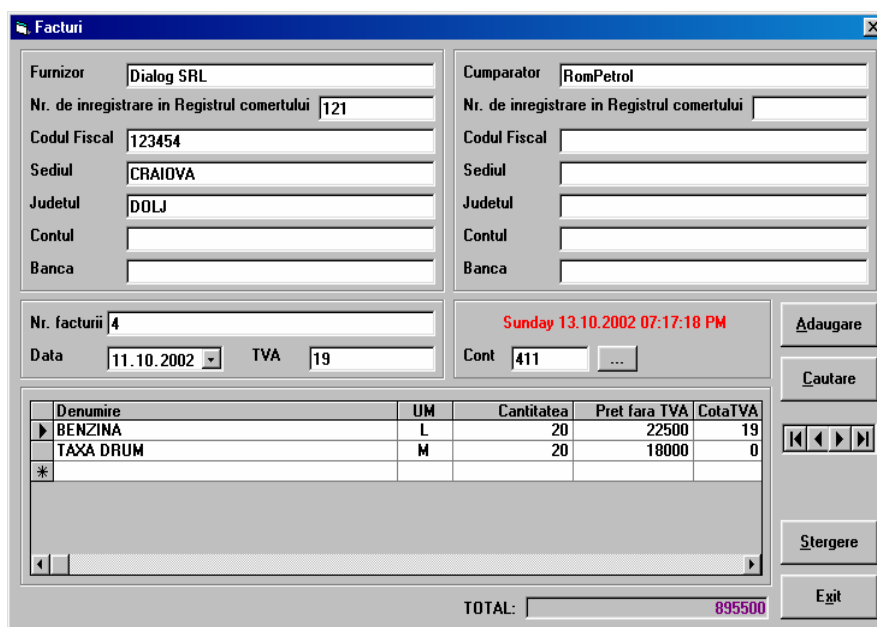 Facturi
Furnizor Dialog SRL
Nr. de inregistrare in Registrul comertului 121
Codul Fiscal 123454
Sediul CRAIOVA
Judetul DOLJ
Contul
Banca
Cumparator RomPetrol
Nr. de inregistrare in Registrul comertului
Codul Fiscal
Sediul
Judetul
Contul
Banca
Nr. facturii 4
Data 11.10.2002 TVA 19
Sunday 13.10.2002 07:17:18 PM
Cont 411 ...
Adaugare
Cautare
Denumire UM Cantitatea Pret fara TVA CotaTVA
BENZINA L 20 22500 19
TAXA DRUM M 20 18000 0
Stergere
Exit
TOTAL: 895500